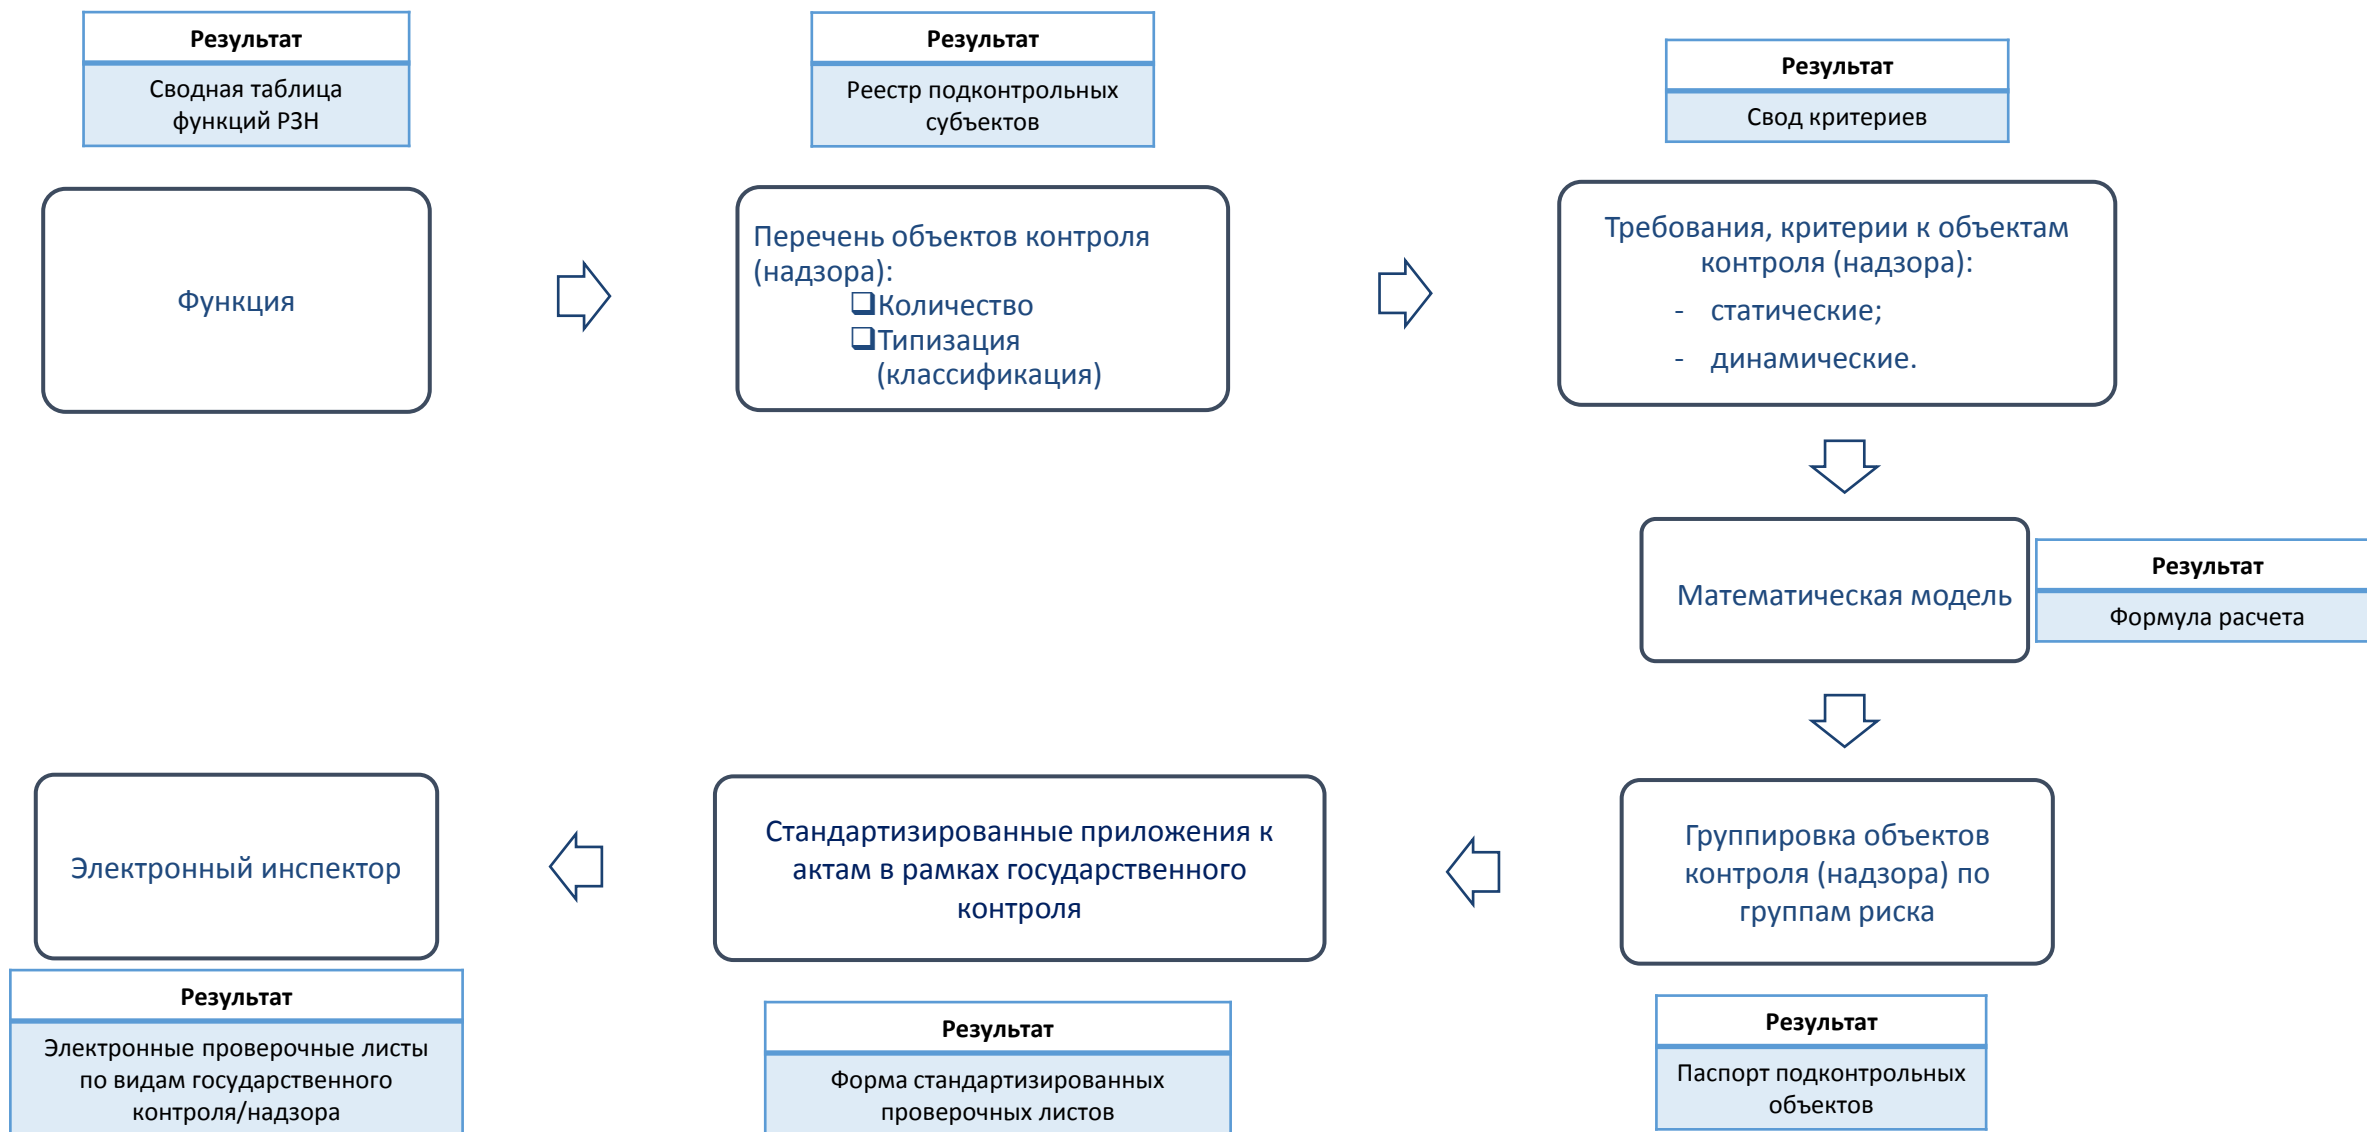 Результат
Сводная таблица
функций РЗН
Результат
Реестр подконтрольных
субъектов
Результат
Свод критериев
Функция
Перечень объектов контроля
(надзора):
❑Количество
❑Типизация
(классификация)
Требования, критерии к объектам
контроля (надзора):
- статические;
- динамические.
Математическая модель
Результат
Формула расчета
Электронный инспектор
Стандартизированные приложения к
актам в рамках государственного
контроля
Группировка объектов
контроля (надзора) по
группам риска
Результат
Электронные проверочные листы
по видам государственного
контроля/надзора
Результат
Форма стандартизированных
проверочных листов
Результат
Паспорт подконтрольных
объектов